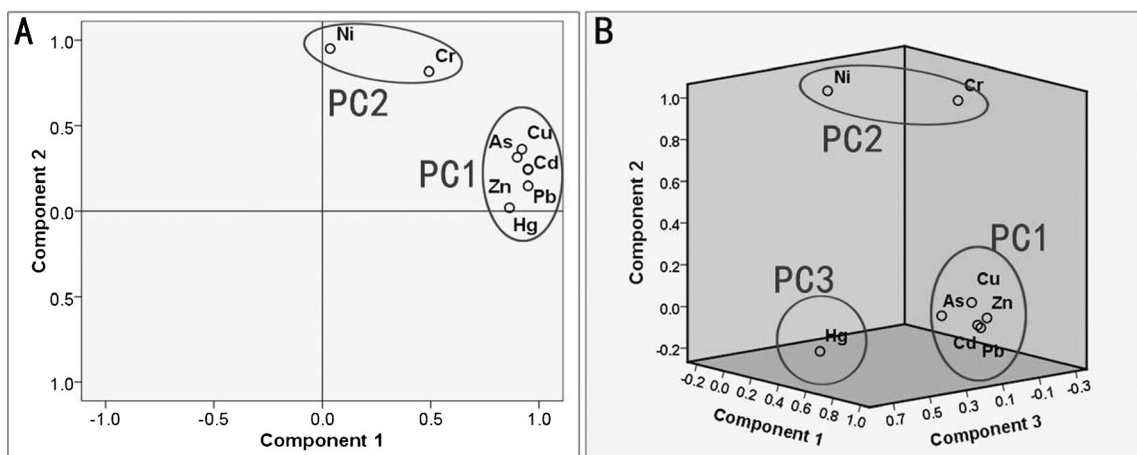 A
Component 2
1.0
0.5
0.0
0.5
1.0
-1.0
-0.5
0.0
0.5
1.0
Component 1
Ni
Cr
PC2
PC1
As
Cu
Cd
Zn
Pb
Hg
B
Component 2
1.0
0.8
0.6
0.4
0.2
0.0
-0.2
-0.2
0.0
0.2
0.4
0.6
0.8
1.0
Component 1
0.7
0.5
0.3
0.1
-0.1
-0.3
Component 3
Ni
Cr
PC2
PC1
Cu
As
Zn
Cd
Pb
PC3
Hg